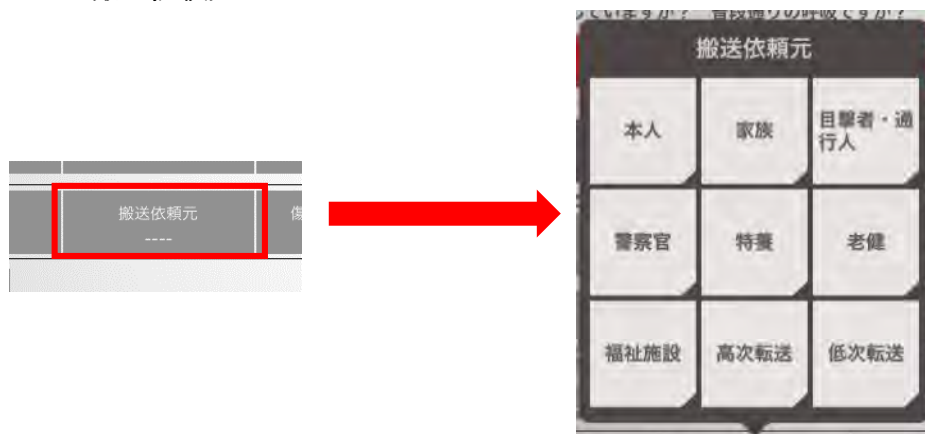 搬送依頼元
----
傷
していますか？ 普段通りの呼吸ですか？
搬送依頼元
本人
家族
目撃者・通
行人
警察官
特養
老健
福祉施設
高次転送
低次転送